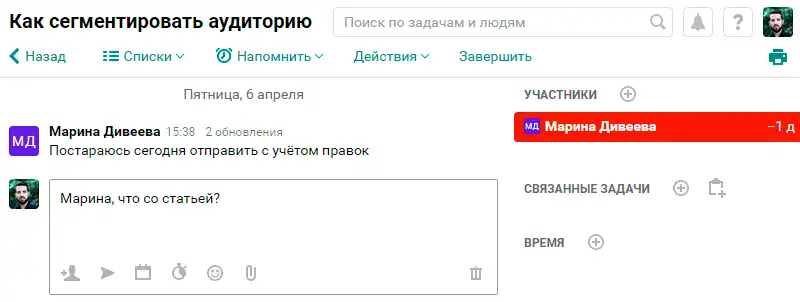 Как сегментировать аудиторию
Поиск по задачам и людям
?
Назад Списки Напомнить Действия Завершить
Пятница, 6 апреля
МД Марина Дивеева 15:38 2 обновления
Постараюсь сегодня отправить с учётом правок
Марина, что со статьей?
УЧАСТНИКИ
МД Марина Дивеева −1 д
СВЯЗАННЫЕ ЗАДАЧИ
ВРЕМЯ